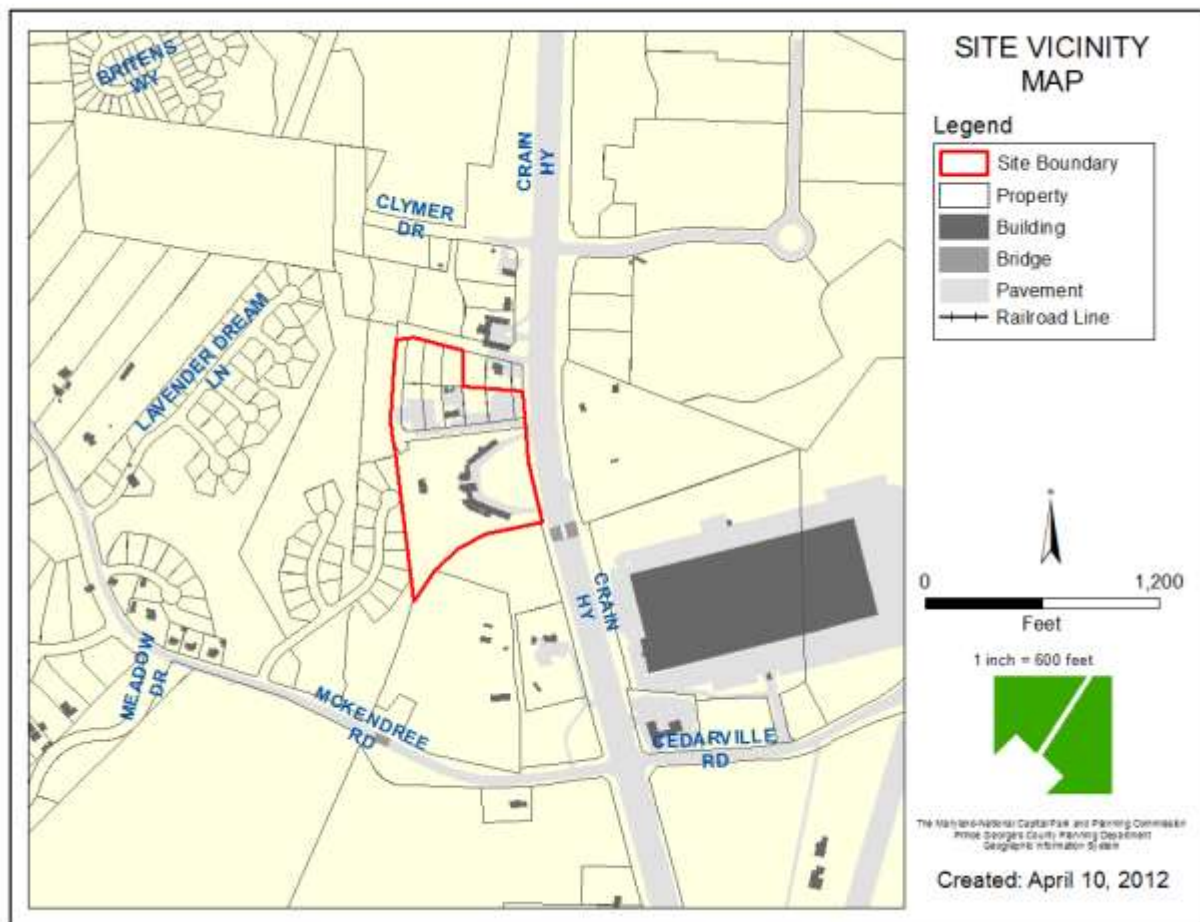 BRITENS
WY
CRAIN
HY
CLYMER
DR
LAVENDER DREAM
LN
CRAIN
HY
MEADOW
DR
MCKENDREE
RD
CEDARVILLE
RD
SITE VICINITY
MAP
Legend
Site Boundary
Property
Building
Bridge
Pavement
Railroad Line
0 1,200
Feet
1 inch = 600 feet
The Maryland-National Capital Park and Planning Commission
Prince George's County Planning Department
Geographic Information System
Created: April 10, 2012